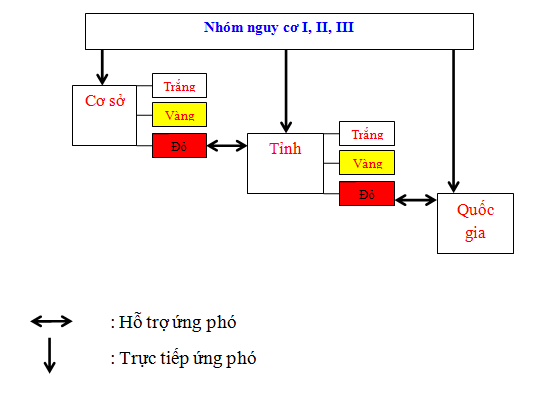 Nhóm nguy cơ I, II, III
Cơ sở
Trắng
Vàng
Đỏ
Tỉnh
Trắng
Vàng
Đỏ
Quốc
gia
: Hỗ trợ ứng phó
: Trực tiếp ứng phó